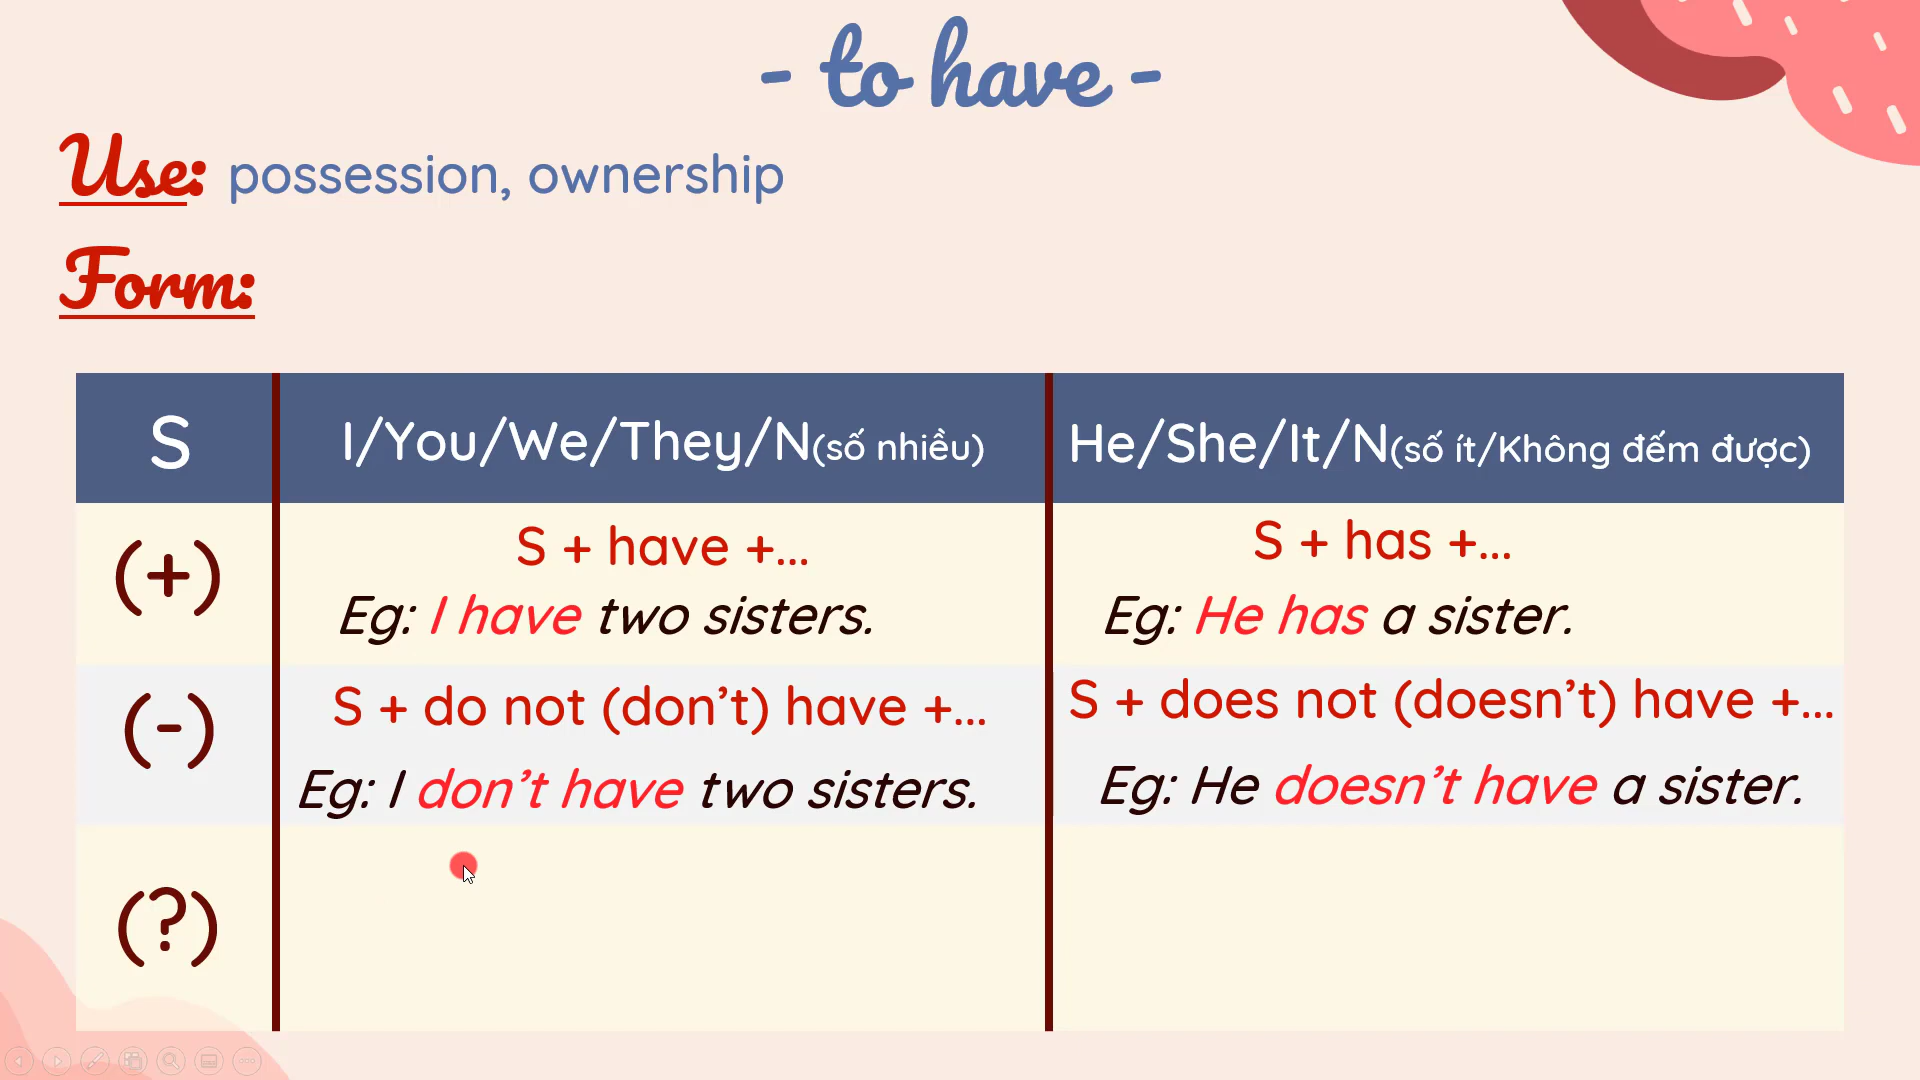 - to have -
Use: possession, ownership
Form:
S
I/You/We/They/N(số nhiều)
He/She/It/N(số ít/Không đếm được)
(+)
S + have +...
Eg: I have two sisters.
S + has +...
Eg: He has a sister.
(-)
S + do not (don’t) have +...
Eg: I don’t have two sisters.
S + does not (doesn’t) have +...
Eg: He doesn’t have a sister.
(?)